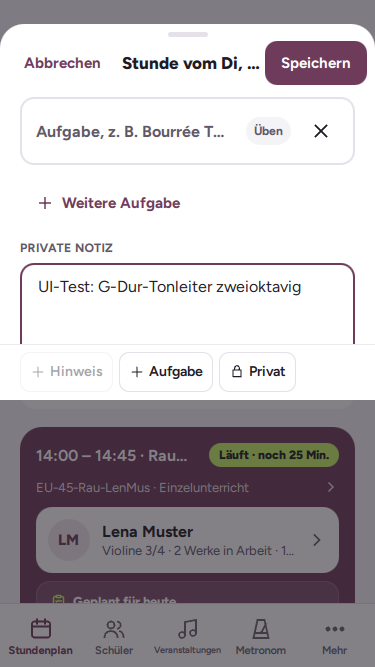 Abbrechen Stunde vom Di, ... Speichern
Aufgabe, z. B. Bourrée T... Üben
Weitere Aufgabe
PRIVATE NOTIZ
UI-Test: G-Dur-Tonleiter zweioktavig
Hinweis Aufgabe Privat
14:00 – 14:45 · Rau... Läuft · noch 25 Min.
EU-45-Rau-LenMus · Einzelunterricht
LM Lena Muster
Violine 3/4 · 2 Werke in Arbeit · 1...
Geplant für heute
Stundenplan Schüler Veranstaltungen Metronom Mehr